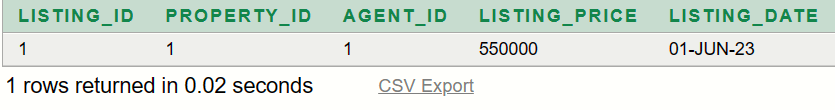 LISTING_ID PROPERTY_ID AGENT_ID LISTING_PRICE LISTING_DATE
1 1 1 550000 01-JUN-23
1 rows returned in 0.02 seconds CSV Export